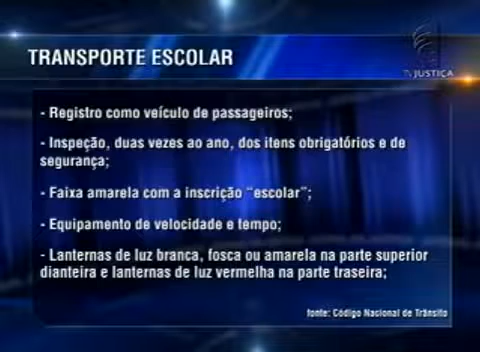 TRANSPORTE ESCOLAR
TV JUSTIÇA
- Registro como veículo de passageiros;
- Inspeção, duas vezes ao ano, dos itens obrigatórios e de
segurança;
- Faixa amarela com a inscrição “escolar”;
- Equipamento de velocidade e tempo;
- Lanternas de luz branca, fosca ou amarela na parte superior
dianteira e lanternas de luz vermelha na parte traseira;
fonte: Código Nacional de Trânsito